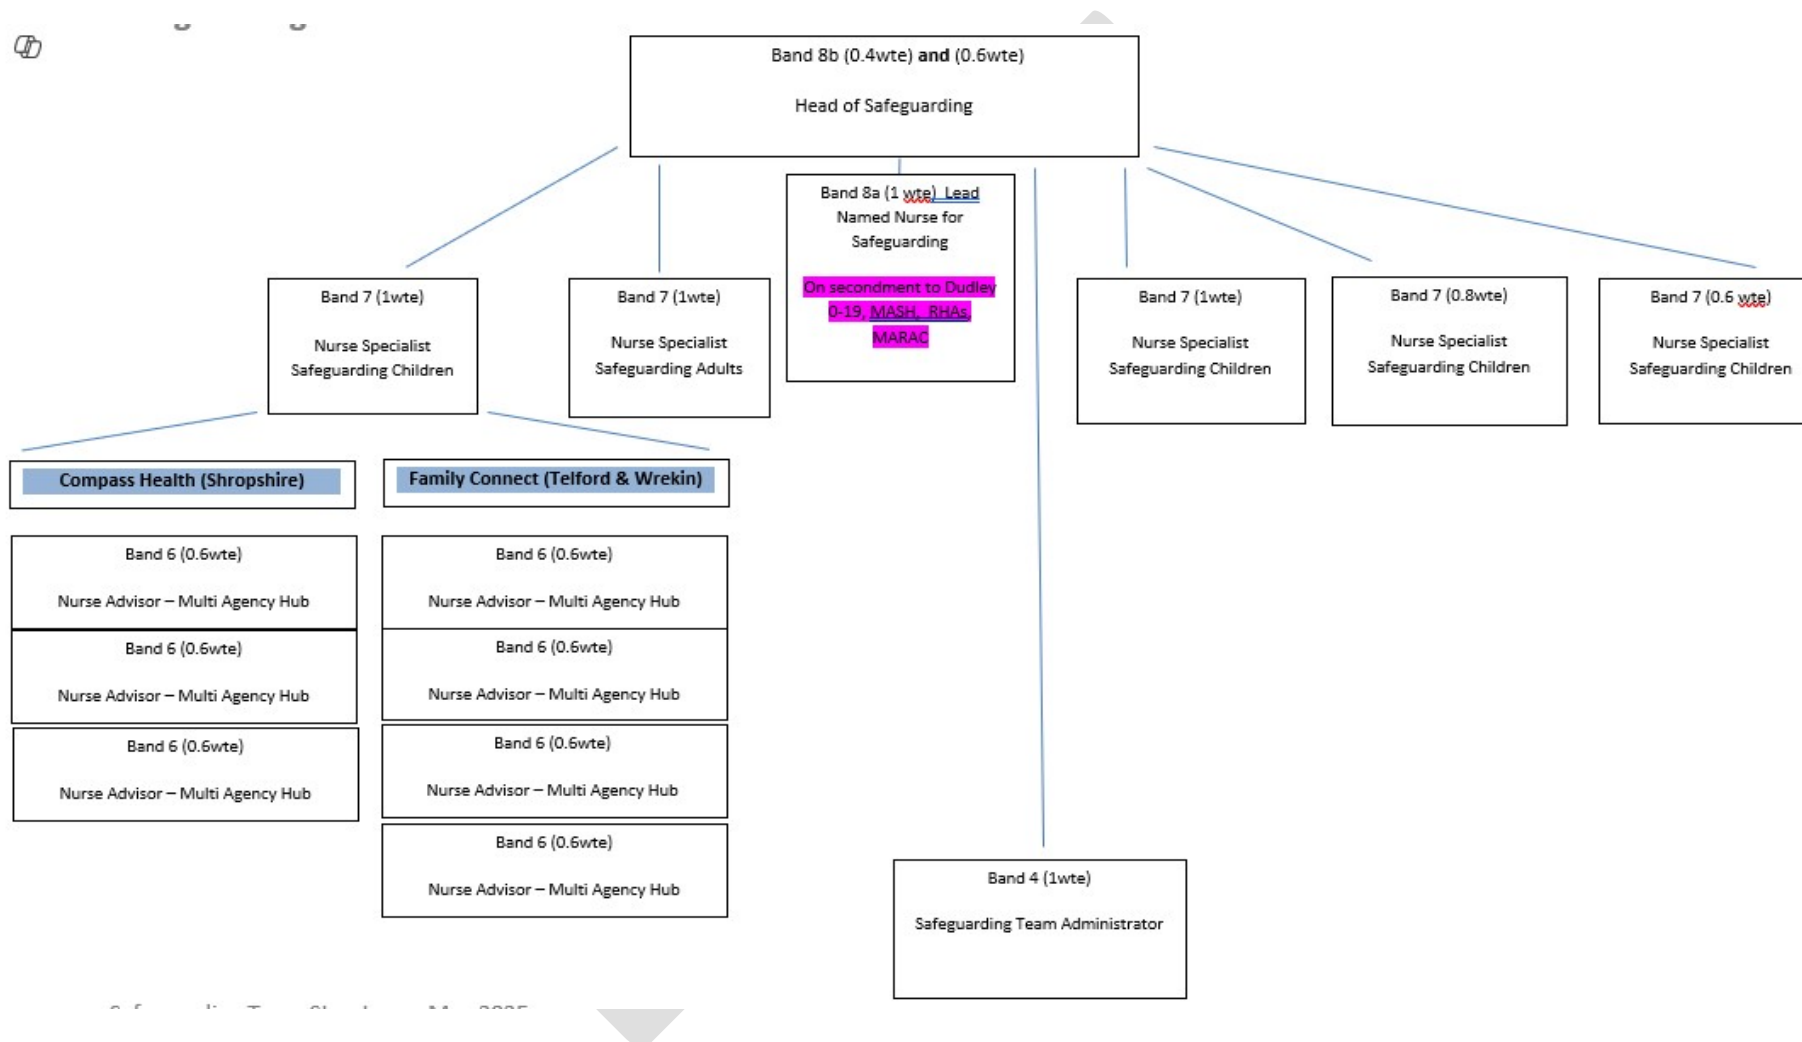 Band 8b (0.4wte) and (0.6wte)
Head of Safeguarding
Band 8a (1 wte)  Lead
Named Nurse for
Safeguarding
On secondment to Dudley
0-19, MASH,  RHAs,
MARAC
Band 7 (1wte)
Nurse Specialist
Safeguarding Children
Band 7 (1wte)
Nurse Specialist
Safeguarding Adults
Band 7 (1wte)
Nurse Specialist
Safeguarding Children
Band 7 (0.8wte)
Nurse Specialist
Safeguarding Children
Band 7 (0.6 wte)
Nurse Specialist
Safeguarding Children
Compass Health (Shropshire)
Band 6 (0.6wte)
Nurse Advisor – Multi Agency Hub
Band 6 (0.6wte)
Nurse Advisor – Multi Agency Hub
Band 6 (0.6wte)
Nurse Advisor – Multi Agency Hub
Family Connect (Telford & Wrekin)
Band 6 (0.6wte)
Nurse Advisor – Multi Agency Hub
Band 6 (0.6wte)
Nurse Advisor – Multi Agency Hub
Band 6 (0.6wte)
Nurse Advisor – Multi Agency Hub
Band 6 (0.6wte)
Nurse Advisor – Multi Agency Hub
Band 4 (1wte)
Safeguarding Team Administrator